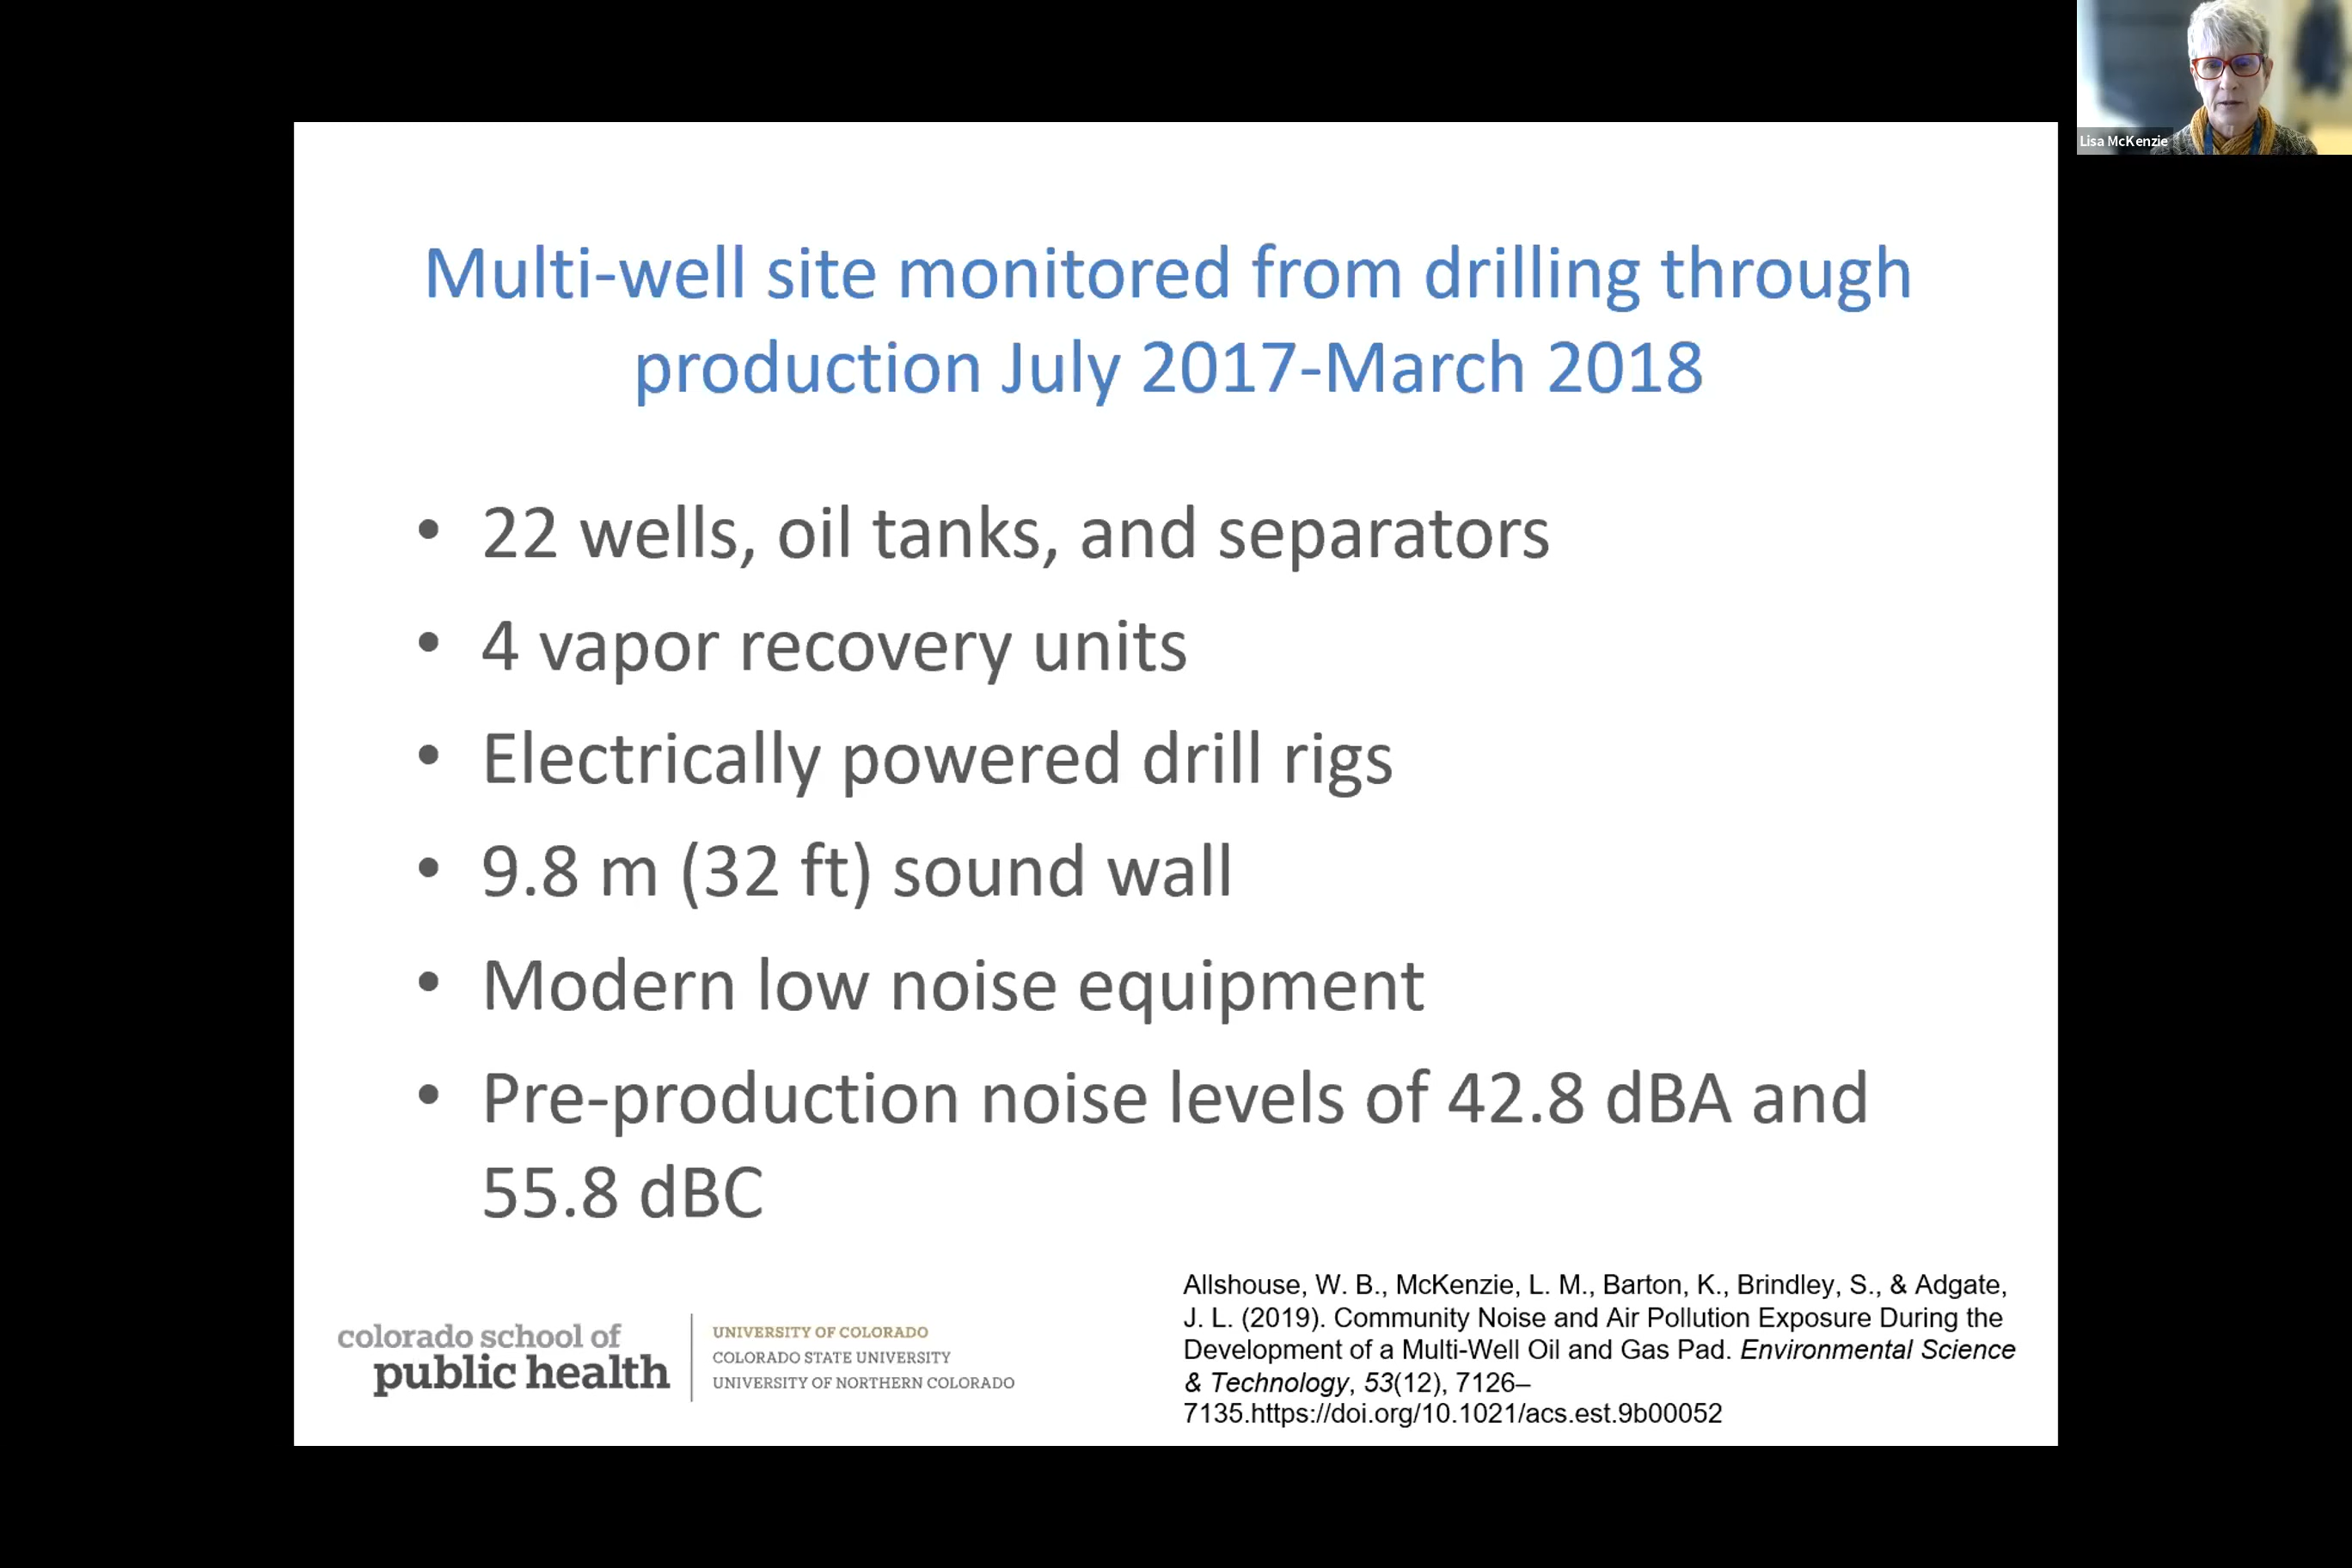 Lisa McKenzie
Multi-well site monitored from drilling through
production July 2017-March 2018
• 22 wells, oil tanks, and separators
• 4 vapor recovery units
• Electrically powered drill rigs
• 9.8 m (32 ft) sound wall
• Modern low noise equipment
• Pre-production noise levels of 42.8 dBA and
55.8 dBC
Allshouse, W. B., McKenzie, L. M., Barton, K., Brindley, S., & Adgate,
J. L. (2019). Community Noise and Air Pollution Exposure During the
Development of a Multi-Well Oil and Gas Pad. Environmental Science
& Technology, 53(12), 7126–
7135.https://doi.org/10.1021/acs.est.9b00052
colorado school of
public health
UNIVERSITY OF COLORADO
COLORADO STATE UNIVERSITY
UNIVERSITY OF NORTHERN COLORADO